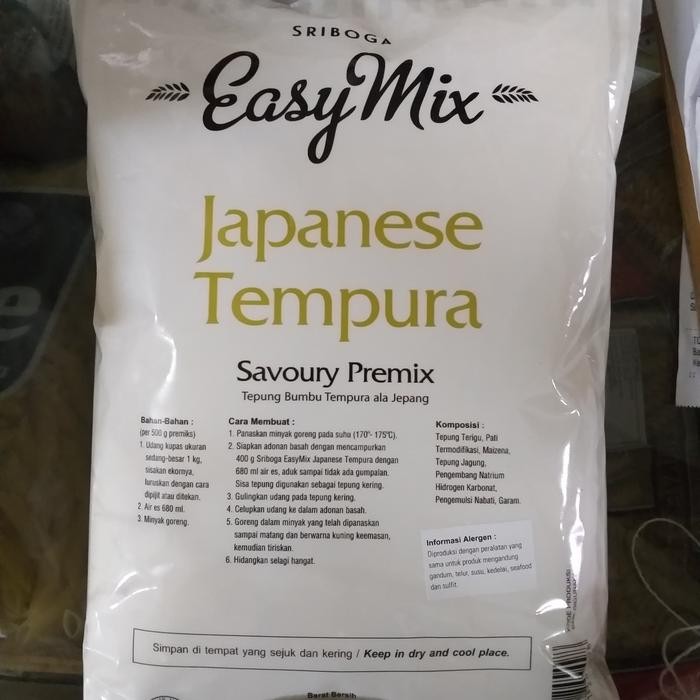 SRIBOGA
EasyMix
Japanese
Tempura
Savoury Premix
Tepung Bumbu Tempura ala Jepang
Bahan-Bahan :
(per 500 g premiks)
1. Udang kupas ukuran
sedang-besar 1 kg,
sisakan ekornya,
luruskan dengan cara
dipijit atau ditekan.
2. Air es 680 ml.
3. Minyak goreng.
Cara Membuat :
1. Panaskan minyak goreng pada suhu (170°- 175°C).
2. Siapkan adonan basah dengan mencampurkan
400 g Sriboga EasyMix Japanese Tempura dengan
680 ml air es, aduk sampai tidak ada gumpalan.
Sisa tepung digunakan sebagai tepung kering.
3. Gulingkan udang pada tepung kering.
4. Celupkan udang ke dalam adonan basah.
5. Goreng dalam minyak yang telah dipanaskan
sampai matang dan berwarna kuning keemasan,
kemudian tiriskan.
6. Hidangkan selagi hangat.
Komposisi :
Tepung Terigu, Pati
Termodifikasi, Maizena,
Tepung Jagung,
Pengembang Natrium
Hidrogen Karbonat,
Pengemulsi Nabati, Garam.
Informasi Alergen :
Diproduksi dengan peralatan yang
sama untuk produk mengandung
gandum, telur, susu, kedelai, seafood
dan sulfit.
Simpan di tempat yang sejuk dan kering / Keep in dry and cool place.
Berat Bersih